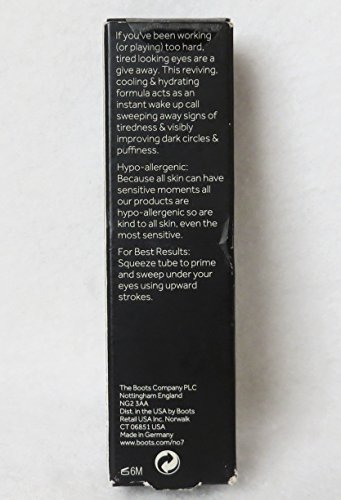 If you've been working
(or playing) too hard,
tired looking eyes are a
give away. This reviving,
cooling & hydrating
formula acts as an
instant wake up call
sweeping away signs of
tiredness & visibly
improving dark circles &
puffiness.
Hypo-allergenic:
Because all skin can have
sensitive moments all
our products are
hypo-allergenic so are
kind to all skin, even the
most sensitive.
For Best Results:
Squeeze tube to prime
and sweep under your
eyes using upward
strokes.
The Boots Company PLC
Nottingham England
NG2 3AA
Dist. in the USA by Boots
Retail USA Inc. Norwalk
CT 06851 USA
Made in Germany
www.boots.com/no7
6M